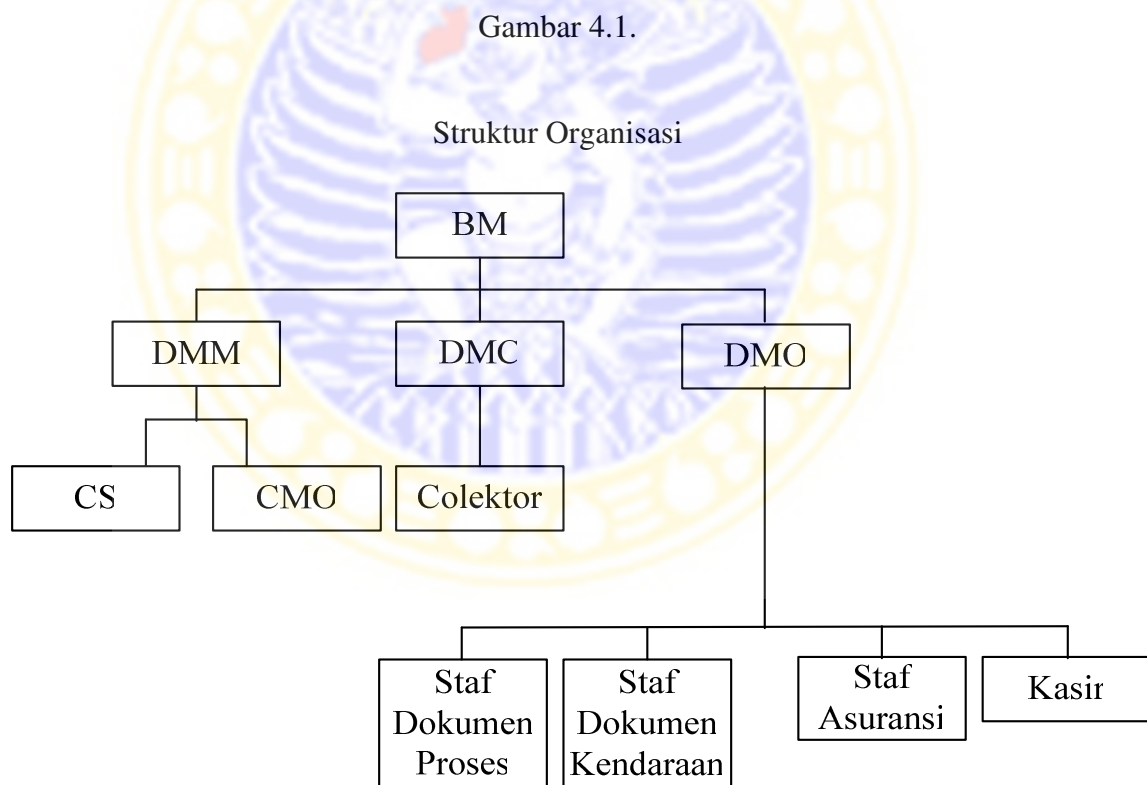 Gambar 4.1.
Struktur Organisasi
BM
DMM
DMC
DMO
CS
CMO
Colektor
Staf
Dokumen
Proses
Staf
Dokumen
Kendaraan
Staf
Asuransi
Kasir